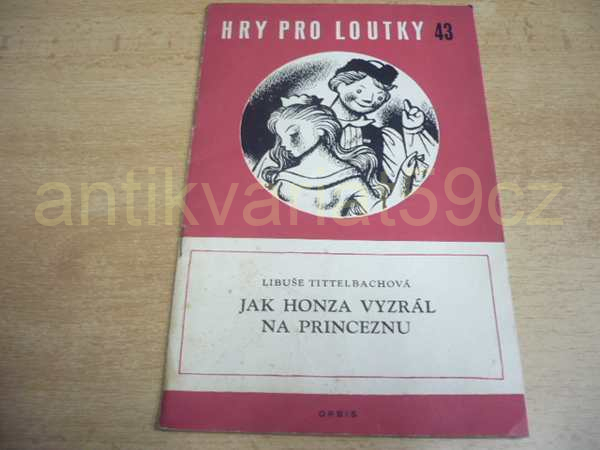 HRY PRO LOUTKY 43
antikvariat59cz
LIBUŠE TITTELBACHOVÁ
JAK HONZA VYZRÁL
NA PRINCEZNU
ORBIS